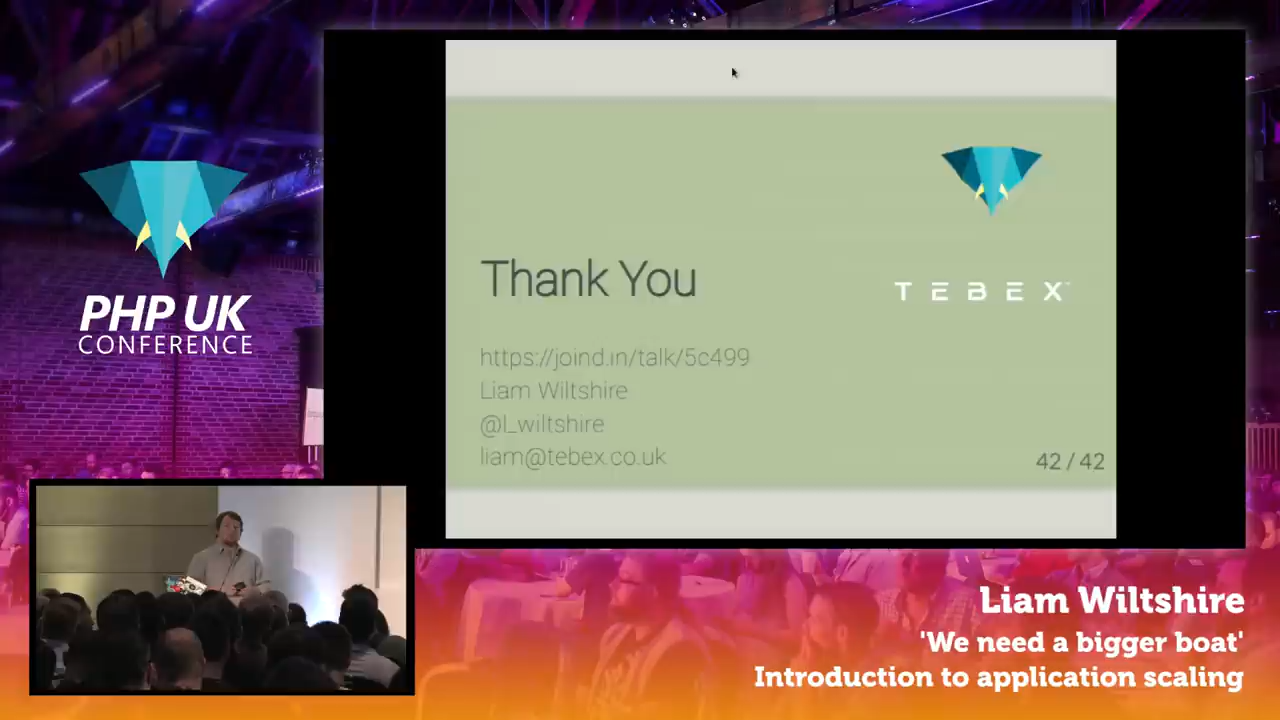 PHP UK
CONFERENCE
Thank You
TEBEX
https://joind.in/talk/5c499
Liam Wiltshire
@l_wiltshire
liam@tebex.co.uk
42 / 42
Liam Wiltshire
'We need a bigger boat'
Introduction to application scaling